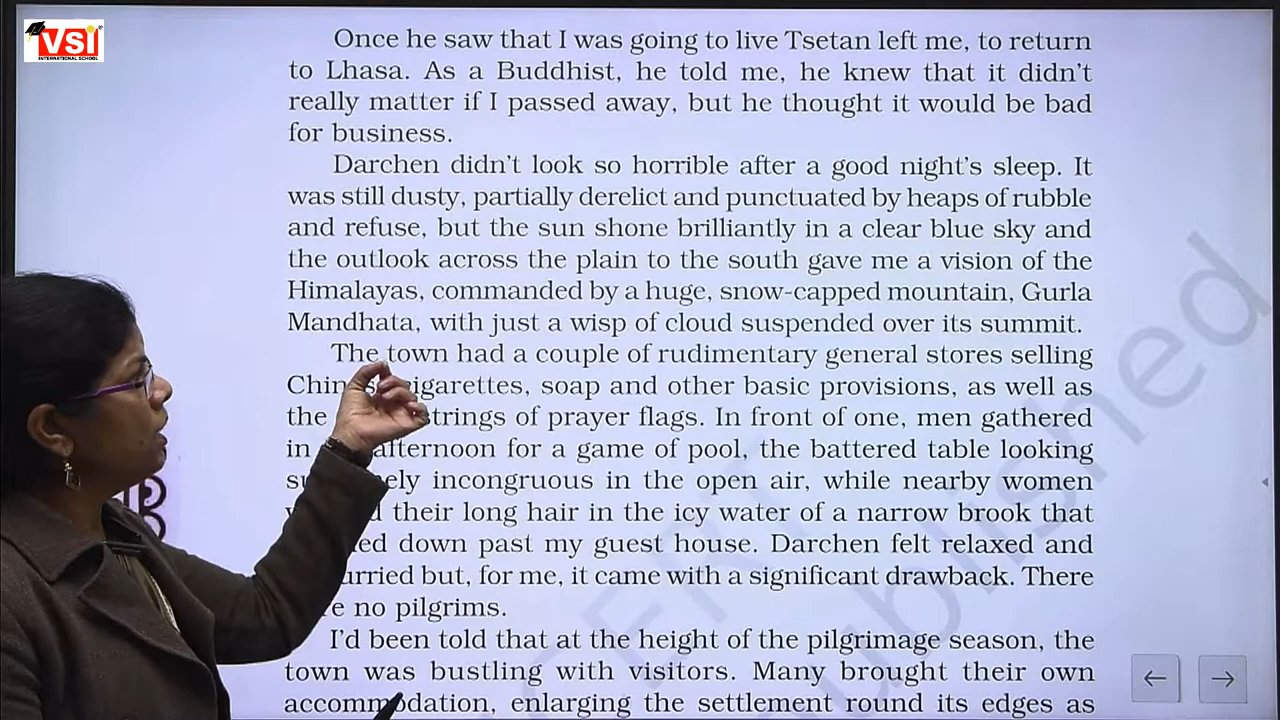 VSI
INTERNATIONAL SCHOOL
Once he saw that I was going to live Tsetan left me, to return
to Lhasa. As a Buddhist, he told me, he knew that it didn't
really matter if I passed away, but he thought it would be bad
for business.
Darchen didn't look so horrible after a good night's sleep. It
was still dusty, partially derelict and punctuated by heaps of rubble
and refuse, but the sun shone brilliantly in a clear blue sky and
the outlook across the plain to the south gave me a vision of the
Himalayas, commanded by a huge, snow-capped mountain, Gurla
Mandhata, with just a wisp of cloud suspended over its summit.
The town had a couple of rudimentary general stores selling
cigarettes, soap and other basic provisions, as well as
the strings of prayer flags. In front of one, men gathered
in afternoon for a game of pool, the battered table looking
incongruous in the open air, while nearby women
their long hair in the icy water of a narrow brook that
down past my guest house. Darchen felt relaxed and
but, for me, it came with a significant drawback. There
no pilgrims.
I'd been told that at the height of the pilgrimage season, the
town was bustling with visitors. Many brought their own
accommodation, enlarging the settlement round its edges as